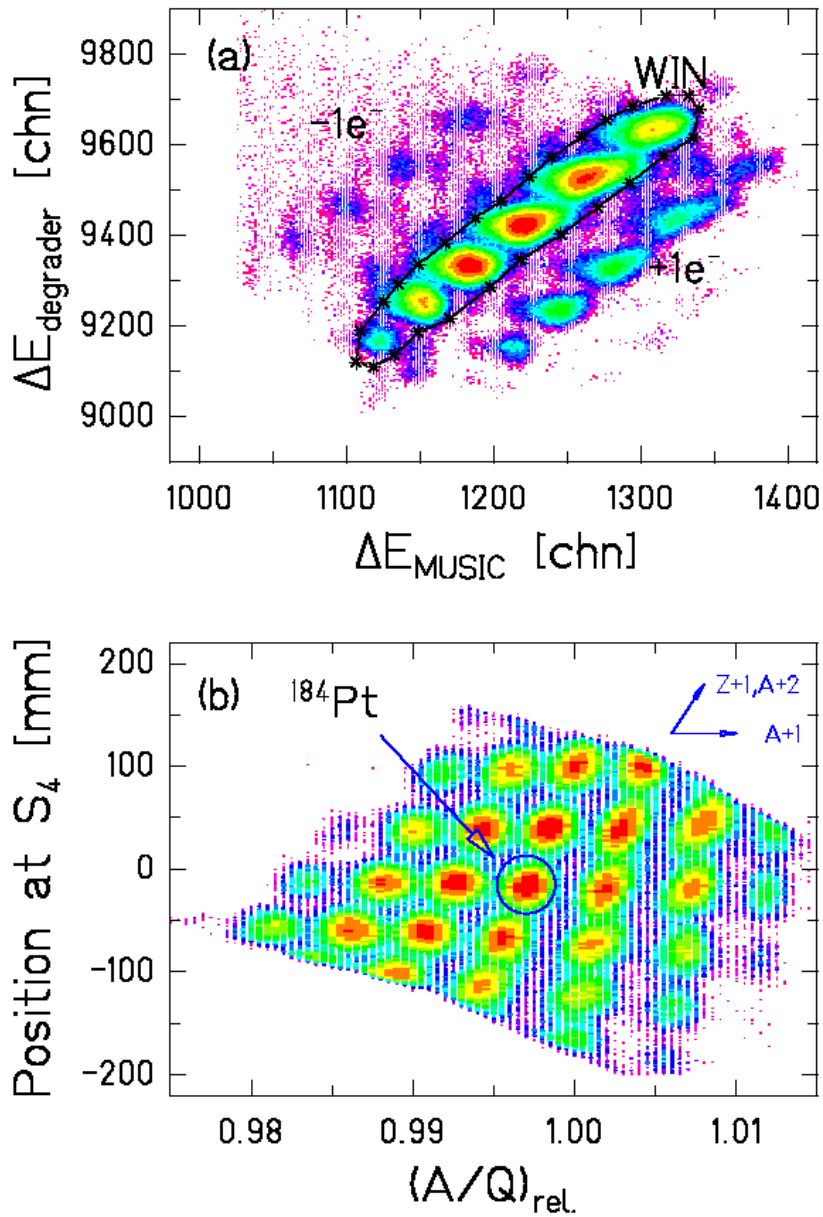 (a)
WIN
-1e⁻
+1e⁻
9800
9600
9400
9200
9000
ΔE_degrader [chn]
1000 1100 1200 1300 1400
ΔE_MUSIC [chn]
(b)
¹⁸⁴Pt
Z+1,A+2
A+1
200
100
0
-100
-200
Position at S₄ [mm]
0.98 0.99 1.00 1.01
(A/Q)rel.